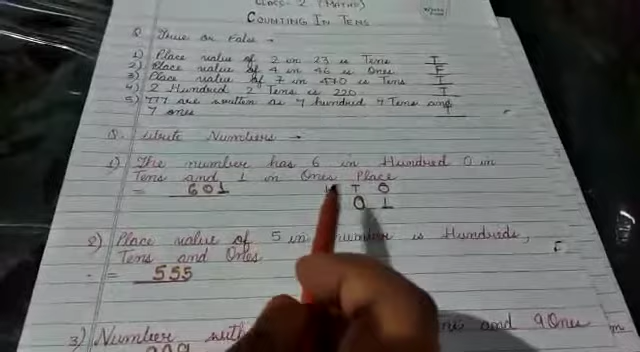 CLASS-2 (MATHS)
COUNTING IN TENS
Q. True or False -
1) Place value of 2 in 23 is Tens T
2) Place value of 4 in 46 is Ones F
3) Place value of 7 in 470 is Tens T
4) 2 Hundred 2 Tens is 220 T
5) 777 are written as 7 hundred 7 Tens and
7 ones
Q. Write Numbers →
1) The number has 6 in Hundred 0 in
Tens and 1 in Ones Place
= 601 T O
0 1
2) Place value of 5 in is Hundreds,
Tens and Ones
= 555
3) Number and 9 Ones